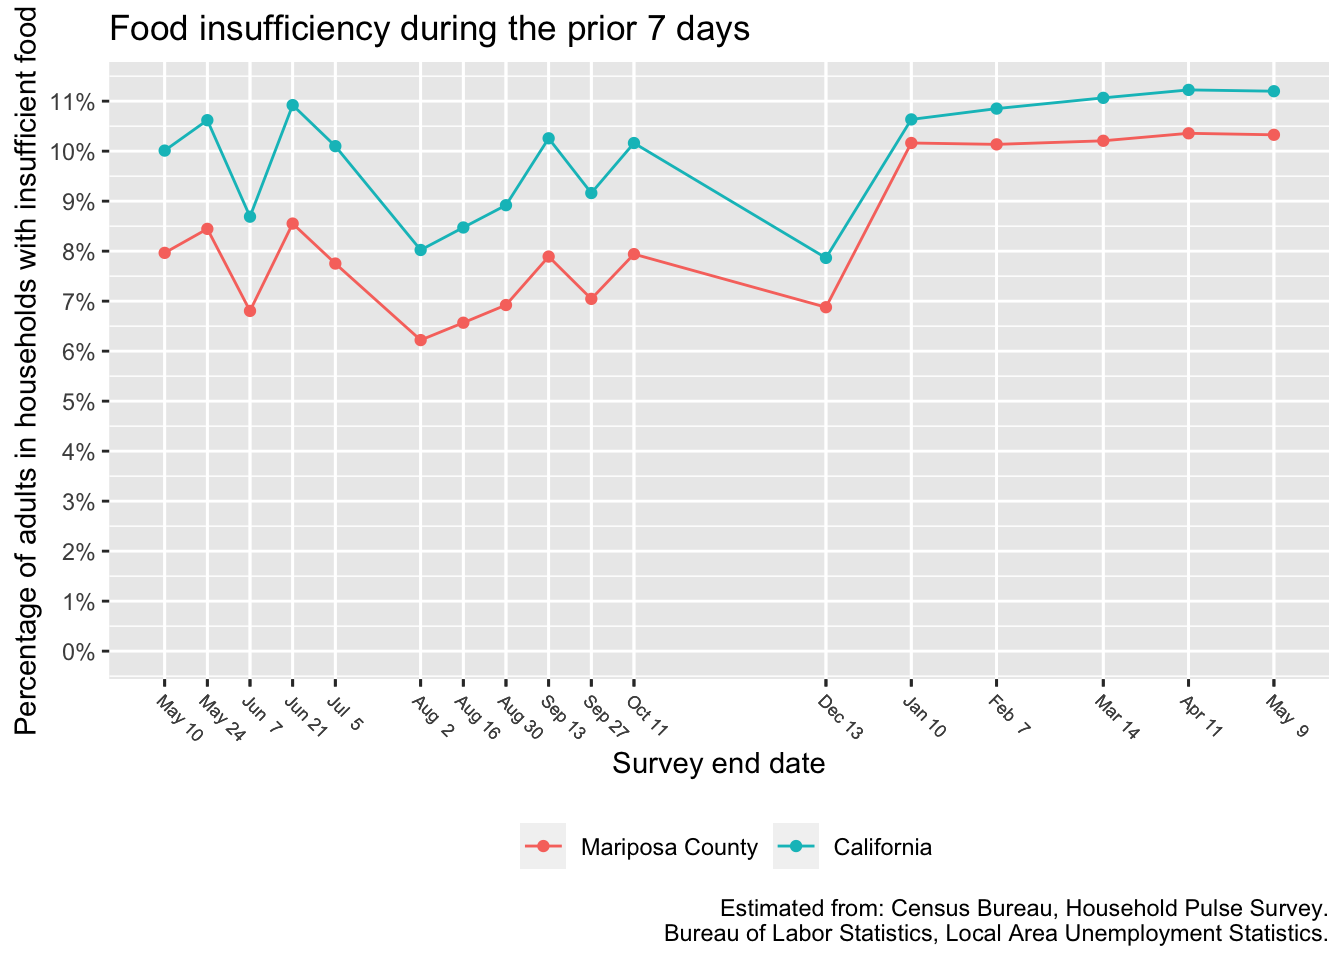 Food insufficiency during the prior 7 days
Percentage of adults in households with insufficient food
11%
10%
9%
8%
7%
6%
5%
4%
3%
2%
1%
0%
May 10
May 24
Jun 7
Jun 21
Jul 5
Aug 2
Aug 16
Aug 30
Sep 13
Sep 27
Oct 11
Dec 13
Jan 10
Feb 7
Mar 14
Apr 11
May 9
Survey end date
Mariposa County
California
Estimated from: Census Bureau, Household Pulse Survey.
Bureau of Labor Statistics, Local Area Unemployment Statistics.